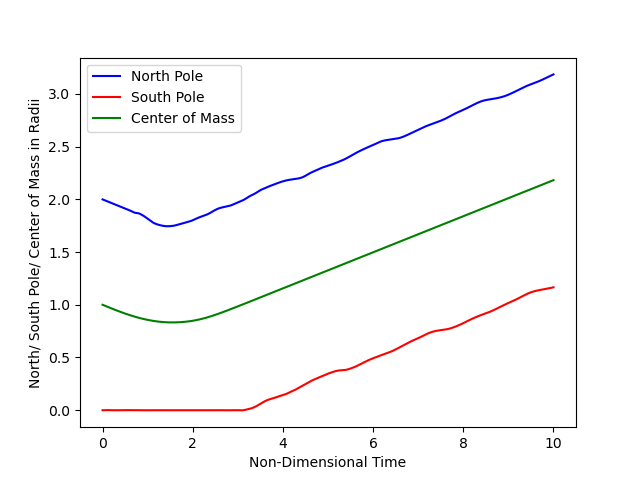 North Pole
South Pole
Center of Mass
North/ South Pole/ Center of Mass in Radii
3.0
2.5
2.0
1.5
1.0
0.5
0.0
0 2 4 6 8 10
Non-Dimensional Time